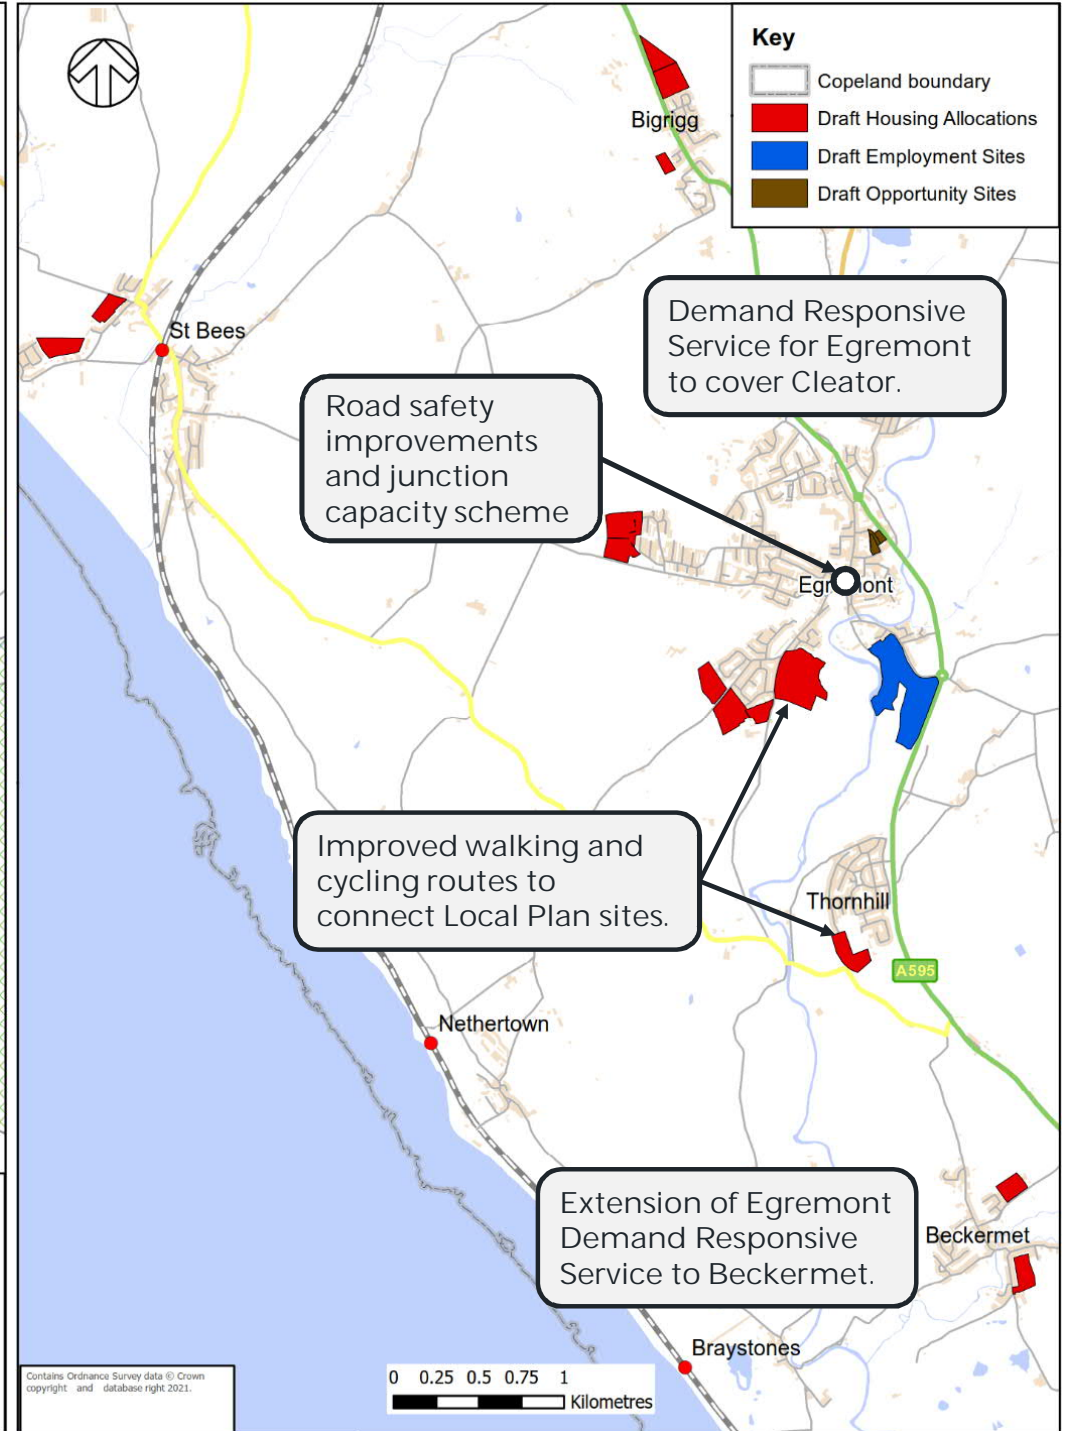 Key
Copeland boundary
Draft Housing Allocations
Draft Employment Sites
Draft Opportunity Sites
Bigrigg
Demand Responsive
Service for Egremont
to cover Cleator.
St Bees
Road safety
improvements
and junction
capacity scheme
Egr ont
Improved walking and
cycling routes to
connect Local Plan sites.
Thornhill
A595
Nethertown
Extension of Egremont
Demand Responsive
Service to Beckermet.
Beckermet
Braystones
0 0.25 0.5 0.75 1
Kilometres
Contains Ordnance Survey data © Crown
copyright and database right 2021.